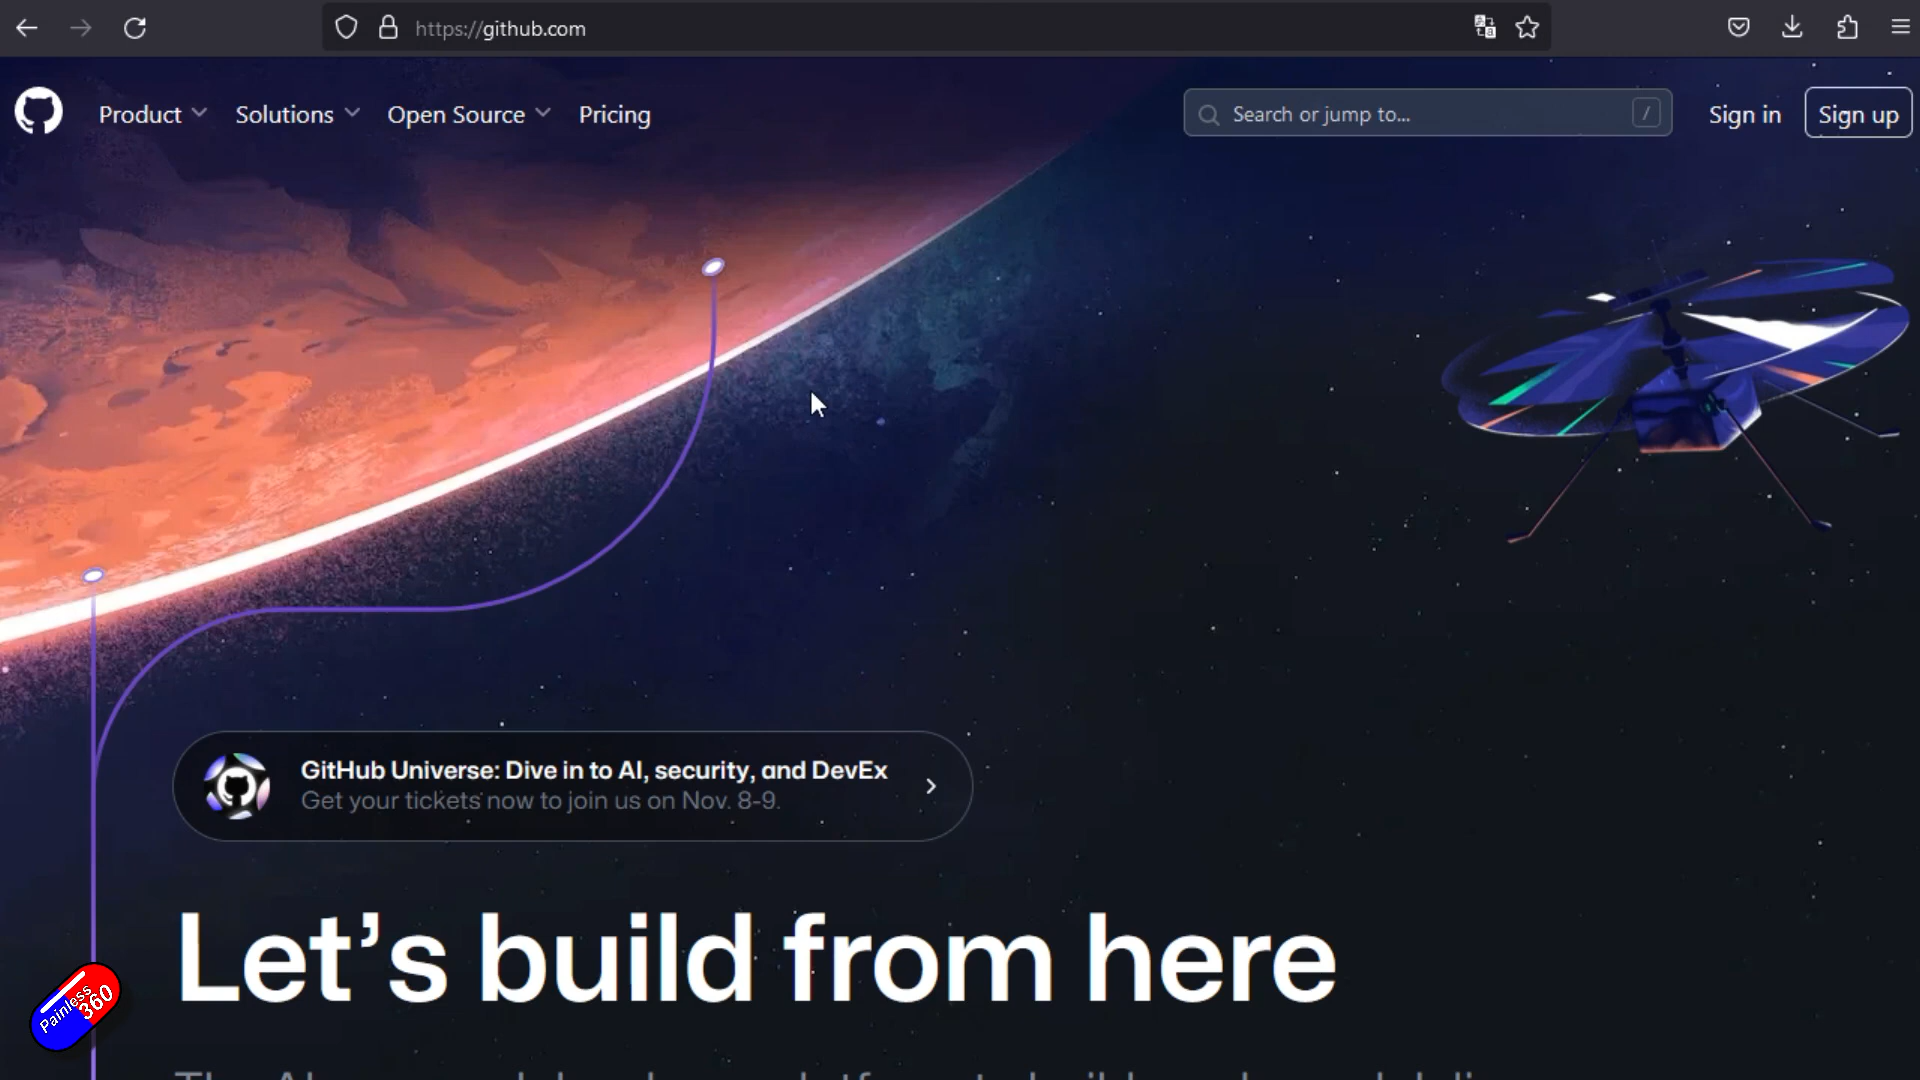 https://github.com
Product
Solutions
Open Source
Pricing
Search or jump to...
/
Sign in
Sign up
GitHub Universe: Dive in to AI, security, and DevEx
Get your tickets now to join us on Nov. 8-9.
Let's build from here
Painless
360